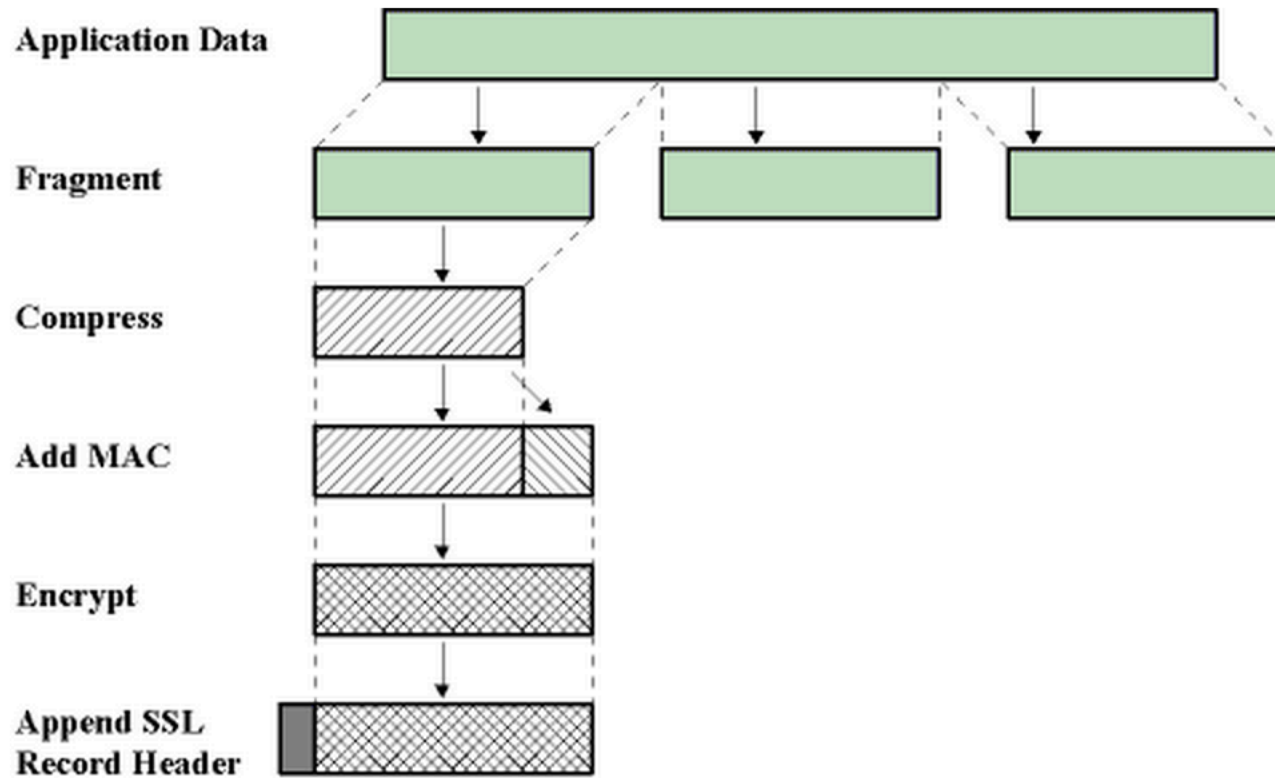 Application Data
Fragment
Compress
Add MAC
Encrypt
Append SSL
Record Header